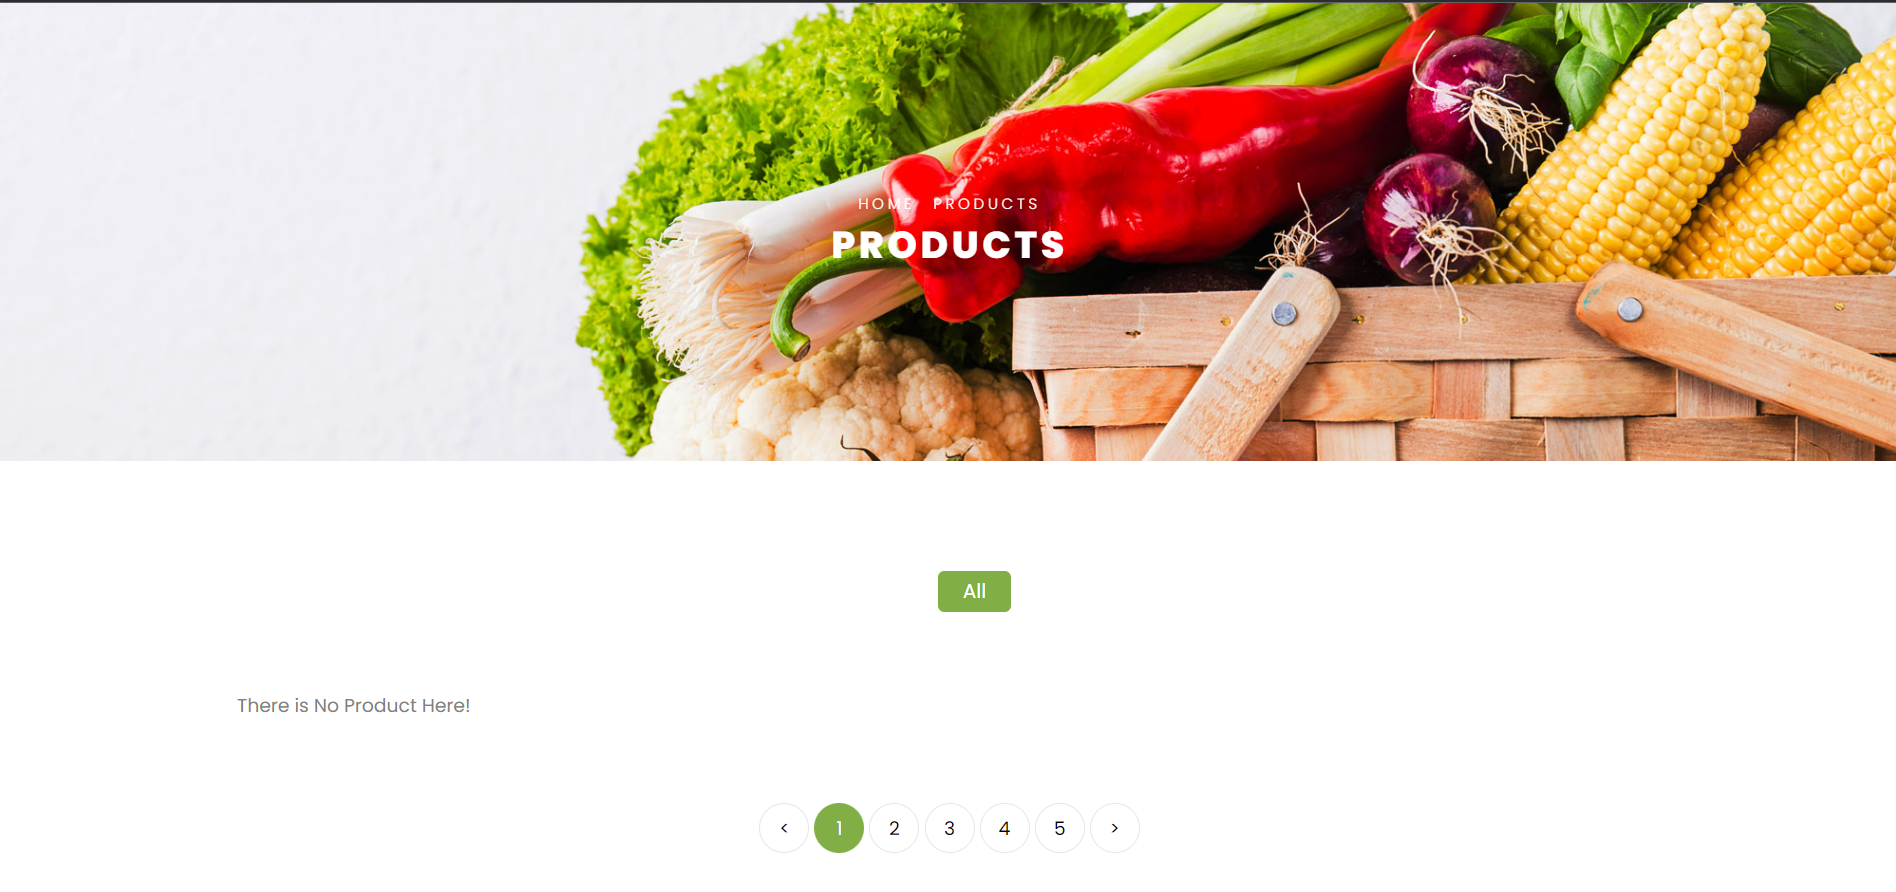 HOME PRODUCTS
PRODUCTS
All
There is No Product Here!
< 1 2 3 4 5 >